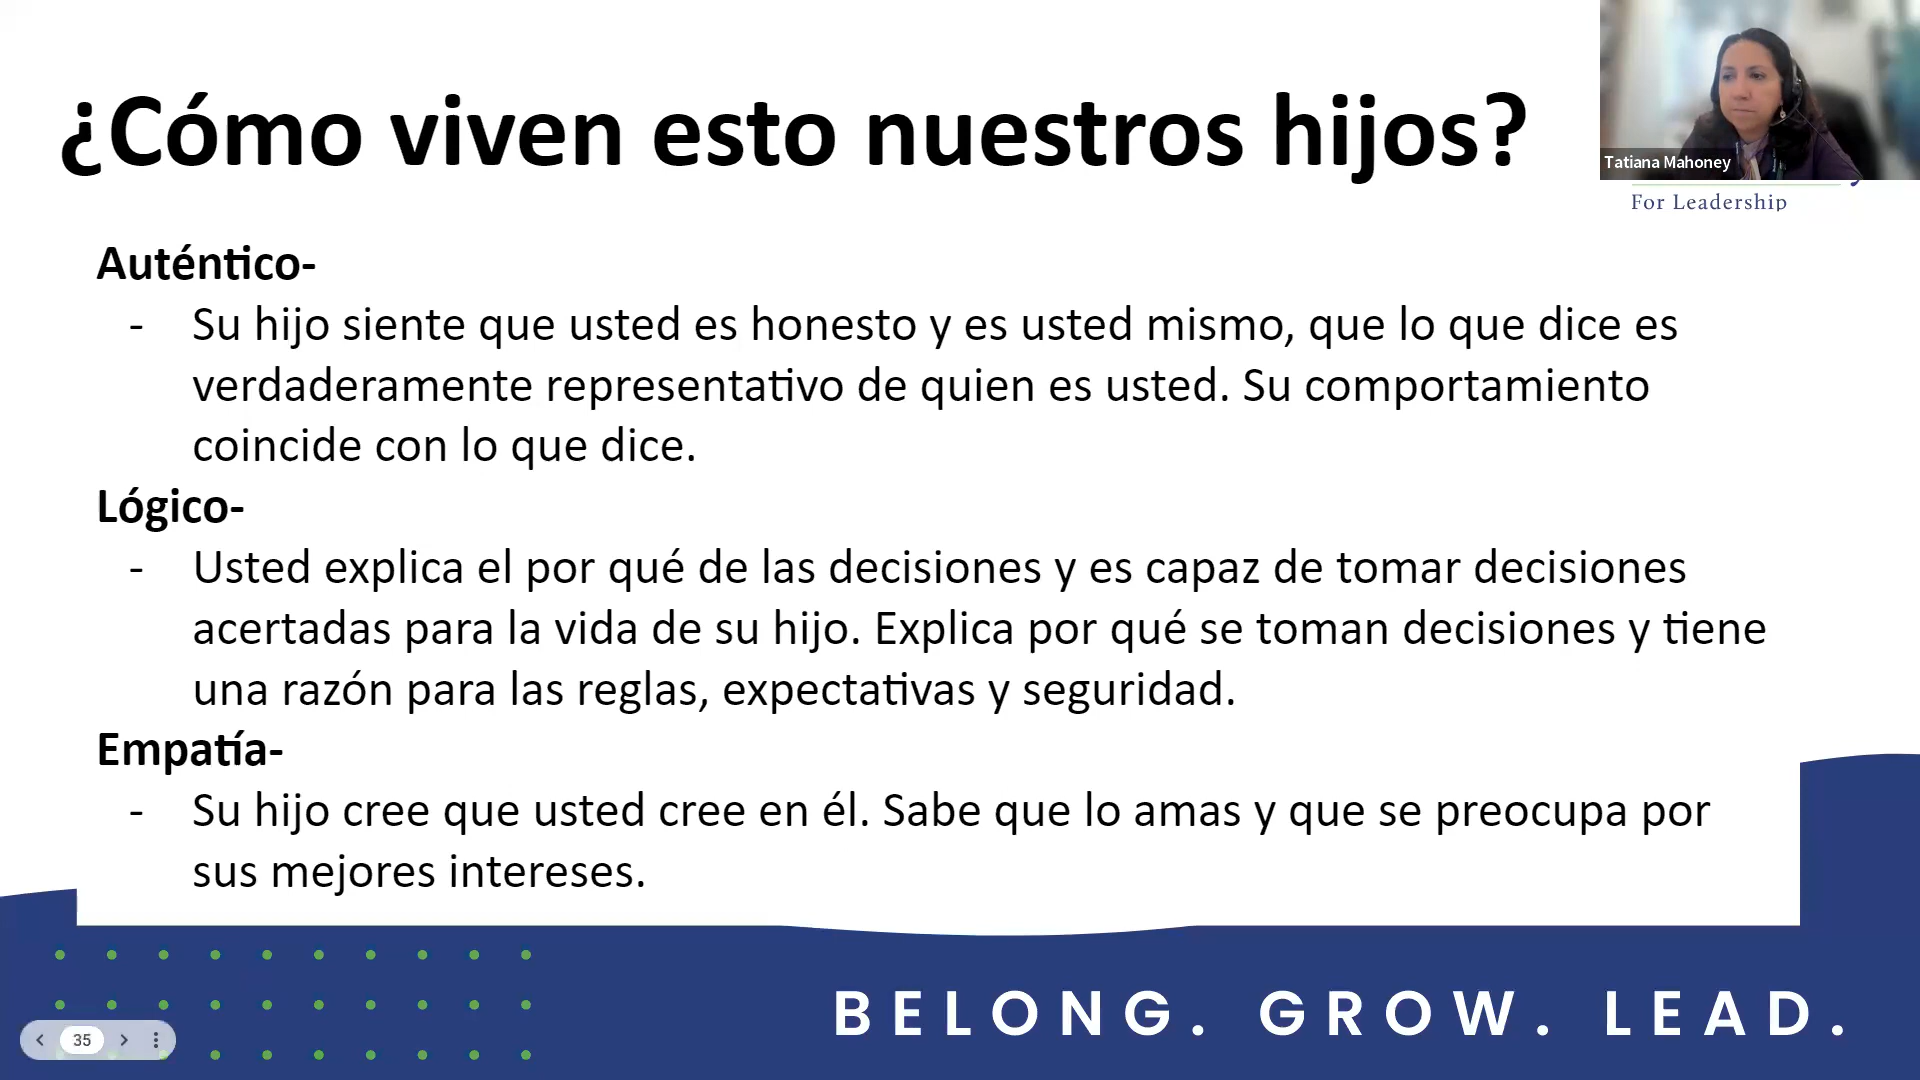 ¿Cómo viven esto nuestros hijos?
Tatiana Mahoney
For Leadership
Auténtico-
- Su hijo siente que usted es honesto y es usted mismo, que lo que dice es
verdaderamente representativo de quien es usted. Su comportamiento
coincide con lo que dice.
Lógico-
- Usted explica el por qué de las decisiones y es capaz de tomar decisiones
acertadas para la vida de su hijo. Explica por qué se toman decisiones y tiene
una razón para las reglas, expectativas y seguridad.
Empatía-
- Su hijo cree que usted cree en él. Sabe que lo amas y que se preocupa por
sus mejores intereses.
BELONG. GROW. LEAD.
35